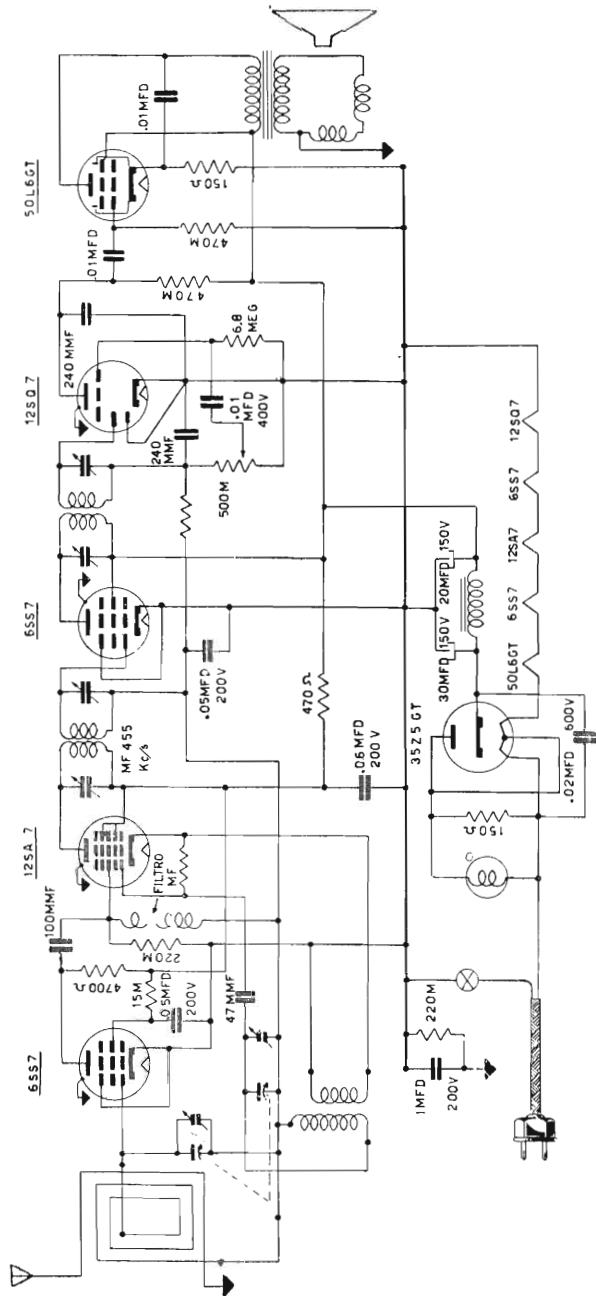 6SS7
12SA7
6SS7
12SQ7
50L6GT
100MMF
4700Ω
15M
.05MFD
200V
220M
FILTRO
MF
47MMF
MF 455
Kc/s
.05MFD
200V
240
MMF
240 MMF
500M
.01
MFD
400V
6.8
MEG
.01MFD
470M
470M
150Ω
.01MFD
470Ω
.06MFD
200V
1MFD
200V
220M
150Ω
35Z5GT
.02MFD
600V
30MFD
150V
20MFD
150V
50L6GT
6SS7
12SA7
6SS7
12SQ7